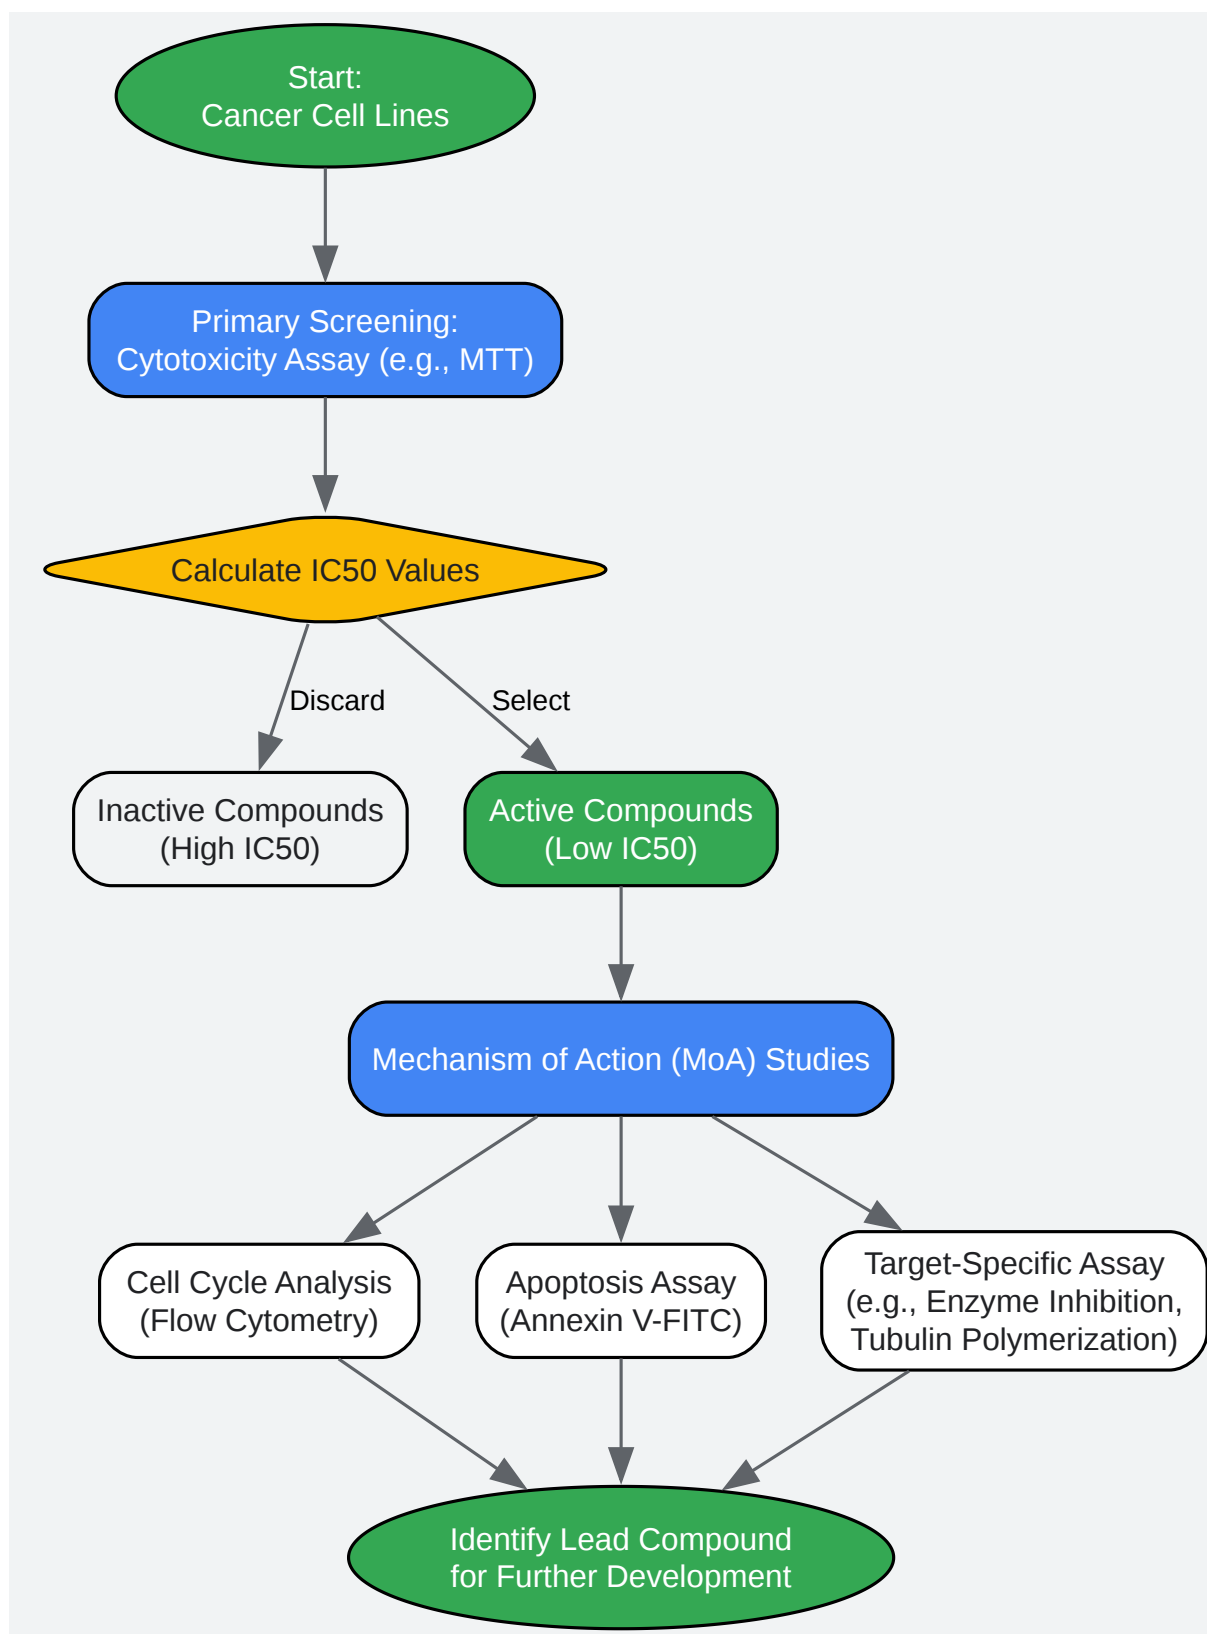 Start:
Cancer Cell Lines
Primary Screening:
Cytotoxicity Assay (e.g., MTT)
Calculate IC50 Values
Discard
Select
Inactive Compounds
(High IC50)
Active Compounds
(Low IC50)
Mechanism of Action (MoA) Studies
Cell Cycle Analysis
(Flow Cytometry)
Apoptosis Assay
(Annexin V-FITC)
Target-Specific Assay
(e.g., Enzyme Inhibition,
Tubulin Polymerization)
Identify Lead Compound
for Further Development